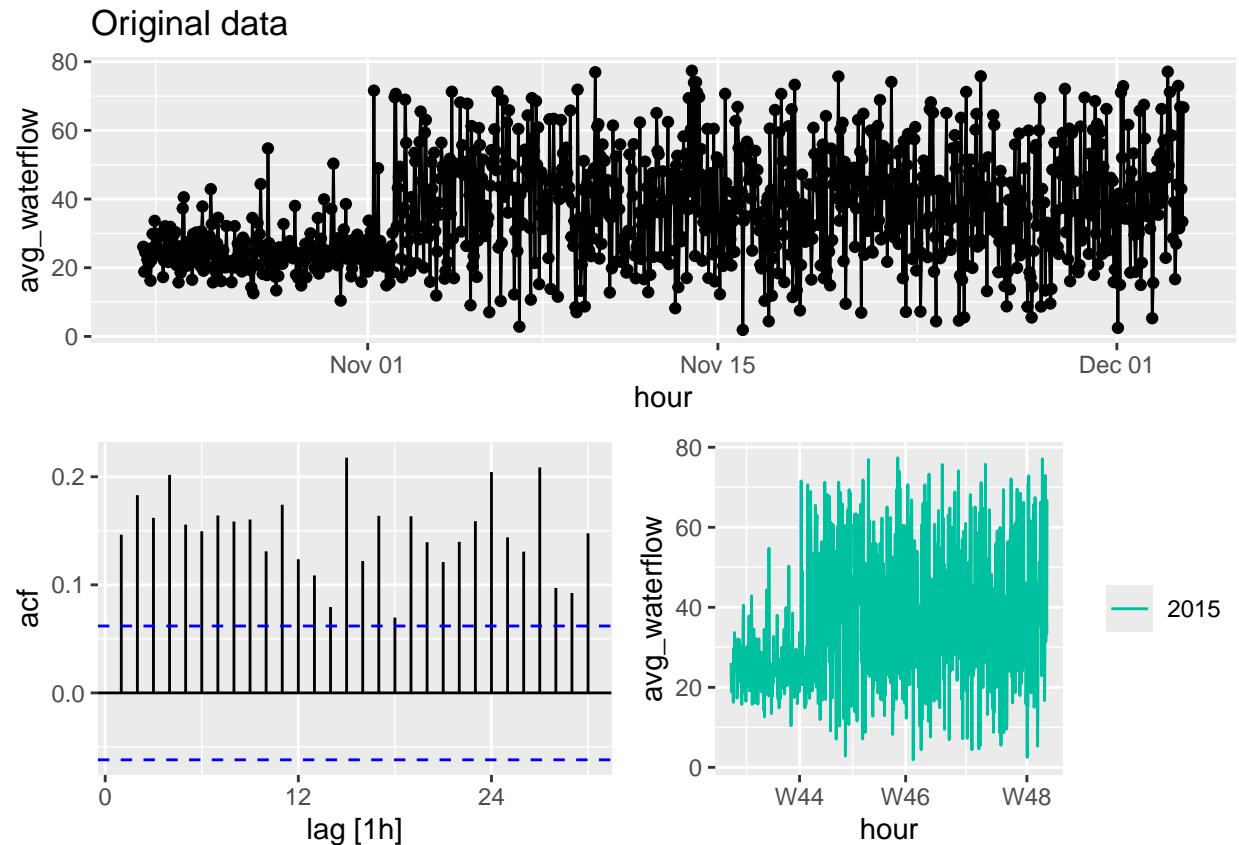 Original data
80
60
40
20
0
avg_waterflow
Nov 01
Nov 15
Dec 01
hour
0.2
0.1
0.0
acf
0
12
24
lag [1h]
80
60
40
20
0
avg_waterflow
W44
W46
W48
hour
2015